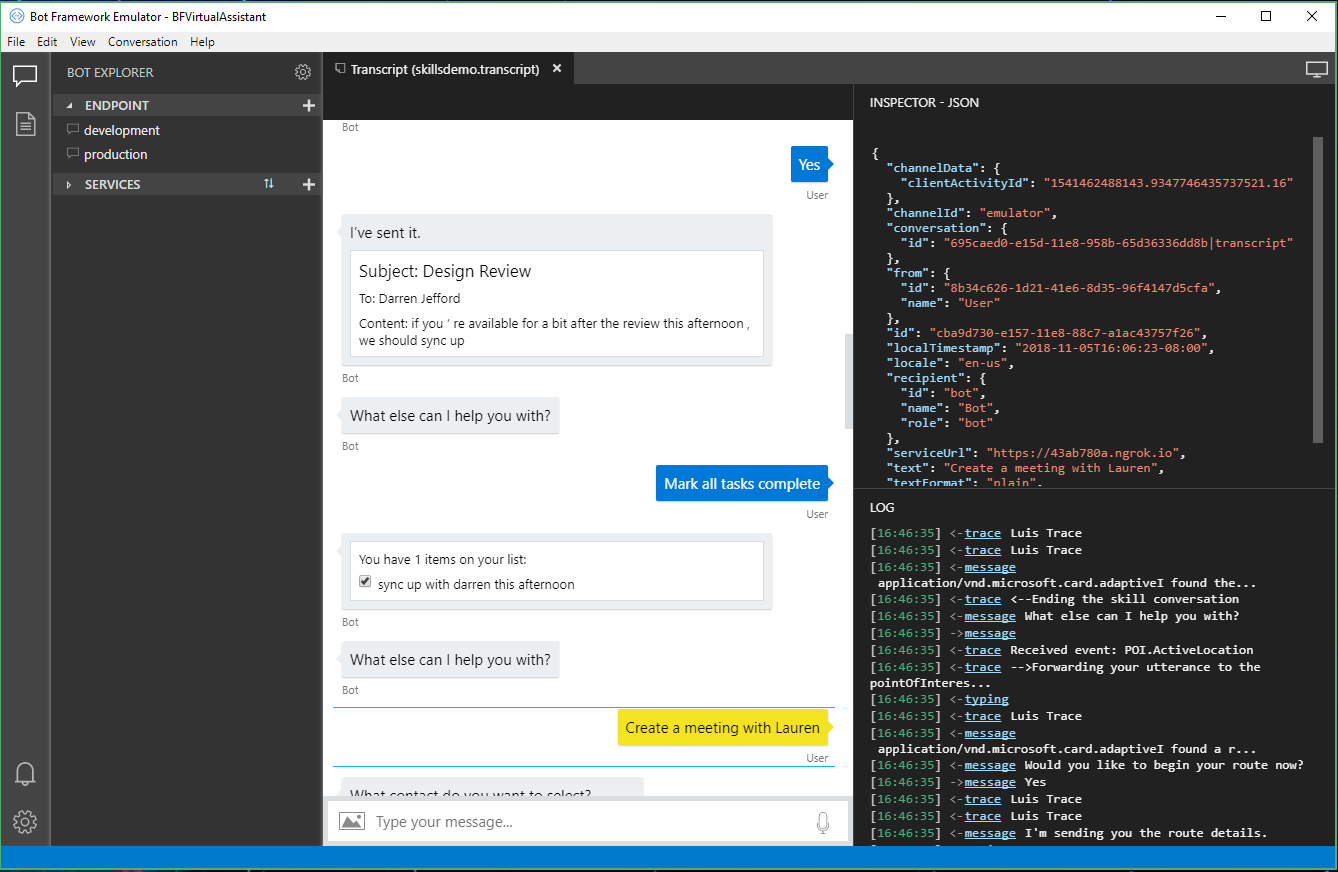 Bot Framework Emulator - BFVirtualAssistant
File Edit View Conversation Help
BOT EXPLORER
ENDPOINT
development
production
SERVICES
Transcript (skillsdemo.transcript)
Bot
Yes
User
I've sent it.
Subject: Design Review
To: Darren Jefford
Content: if you ' re available for a bit after the review this afternoon ,
we should sync up
Bot
What else can I help you with?
Bot
Mark all tasks complete
User
You have 1 items on your list:
sync up with darren this afternoon
Bot
What else can I help you with?
Bot
Create a meeting with Lauren
User
What contact do you want to select?
Type your message...
INSPECTOR - JSON
{
"channelData": {
"clientActivityId": "1541462488143.9347746435737521.16"
},
"channelId": "emulator",
"conversation": {
"id": "695caed0-e15d-11e8-958b-65d36336dd8b|transcript"
},
"from": {
"id": "8b34c626-1d21-41e6-8d35-96f4147d5cfa",
"name": "User"
},
"id": "cba9d730-e157-11e8-88c7-a1ac43757f26",
"localTimestamp": "2018-11-05T16:06:23-08:00",
"locale": "en-us",
"recipient": {
"id": "bot",
"name": "Bot",
"role": "bot"
},
"serviceUrl": "https://43ab780a.ngrok.io",
"text": "Create a meeting with Lauren",
"textFormat": "plain",
LOG
[16:46:35] <-trace Luis Trace
[16:46:35] <-trace Luis Trace
[16:46:35] <-message
application/vnd.microsoft.card.adaptiveI found the...
[16:46:35] <-trace <--Ending the skill conversation
[16:46:35] <-message What else can I help you with?
[16:46:35] ->message
[16:46:35] <-trace Received event: POI.ActiveLocation
[16:46:35] <-trace -->Forwarding your utterance to the
pointOfInteres...
[16:46:35] <-typing
[16:46:35] <-trace Luis Trace
[16:46:35] <-message
application/vnd.microsoft.card.adaptiveI found a r...
[16:46:35] <-message Would you like to begin your route now?
[16:46:35] ->message Yes
[16:46:35] <-trace Luis Trace
[16:46:35] <-trace Luis Trace
[16:46:35] <-message I'm sending you the route details.